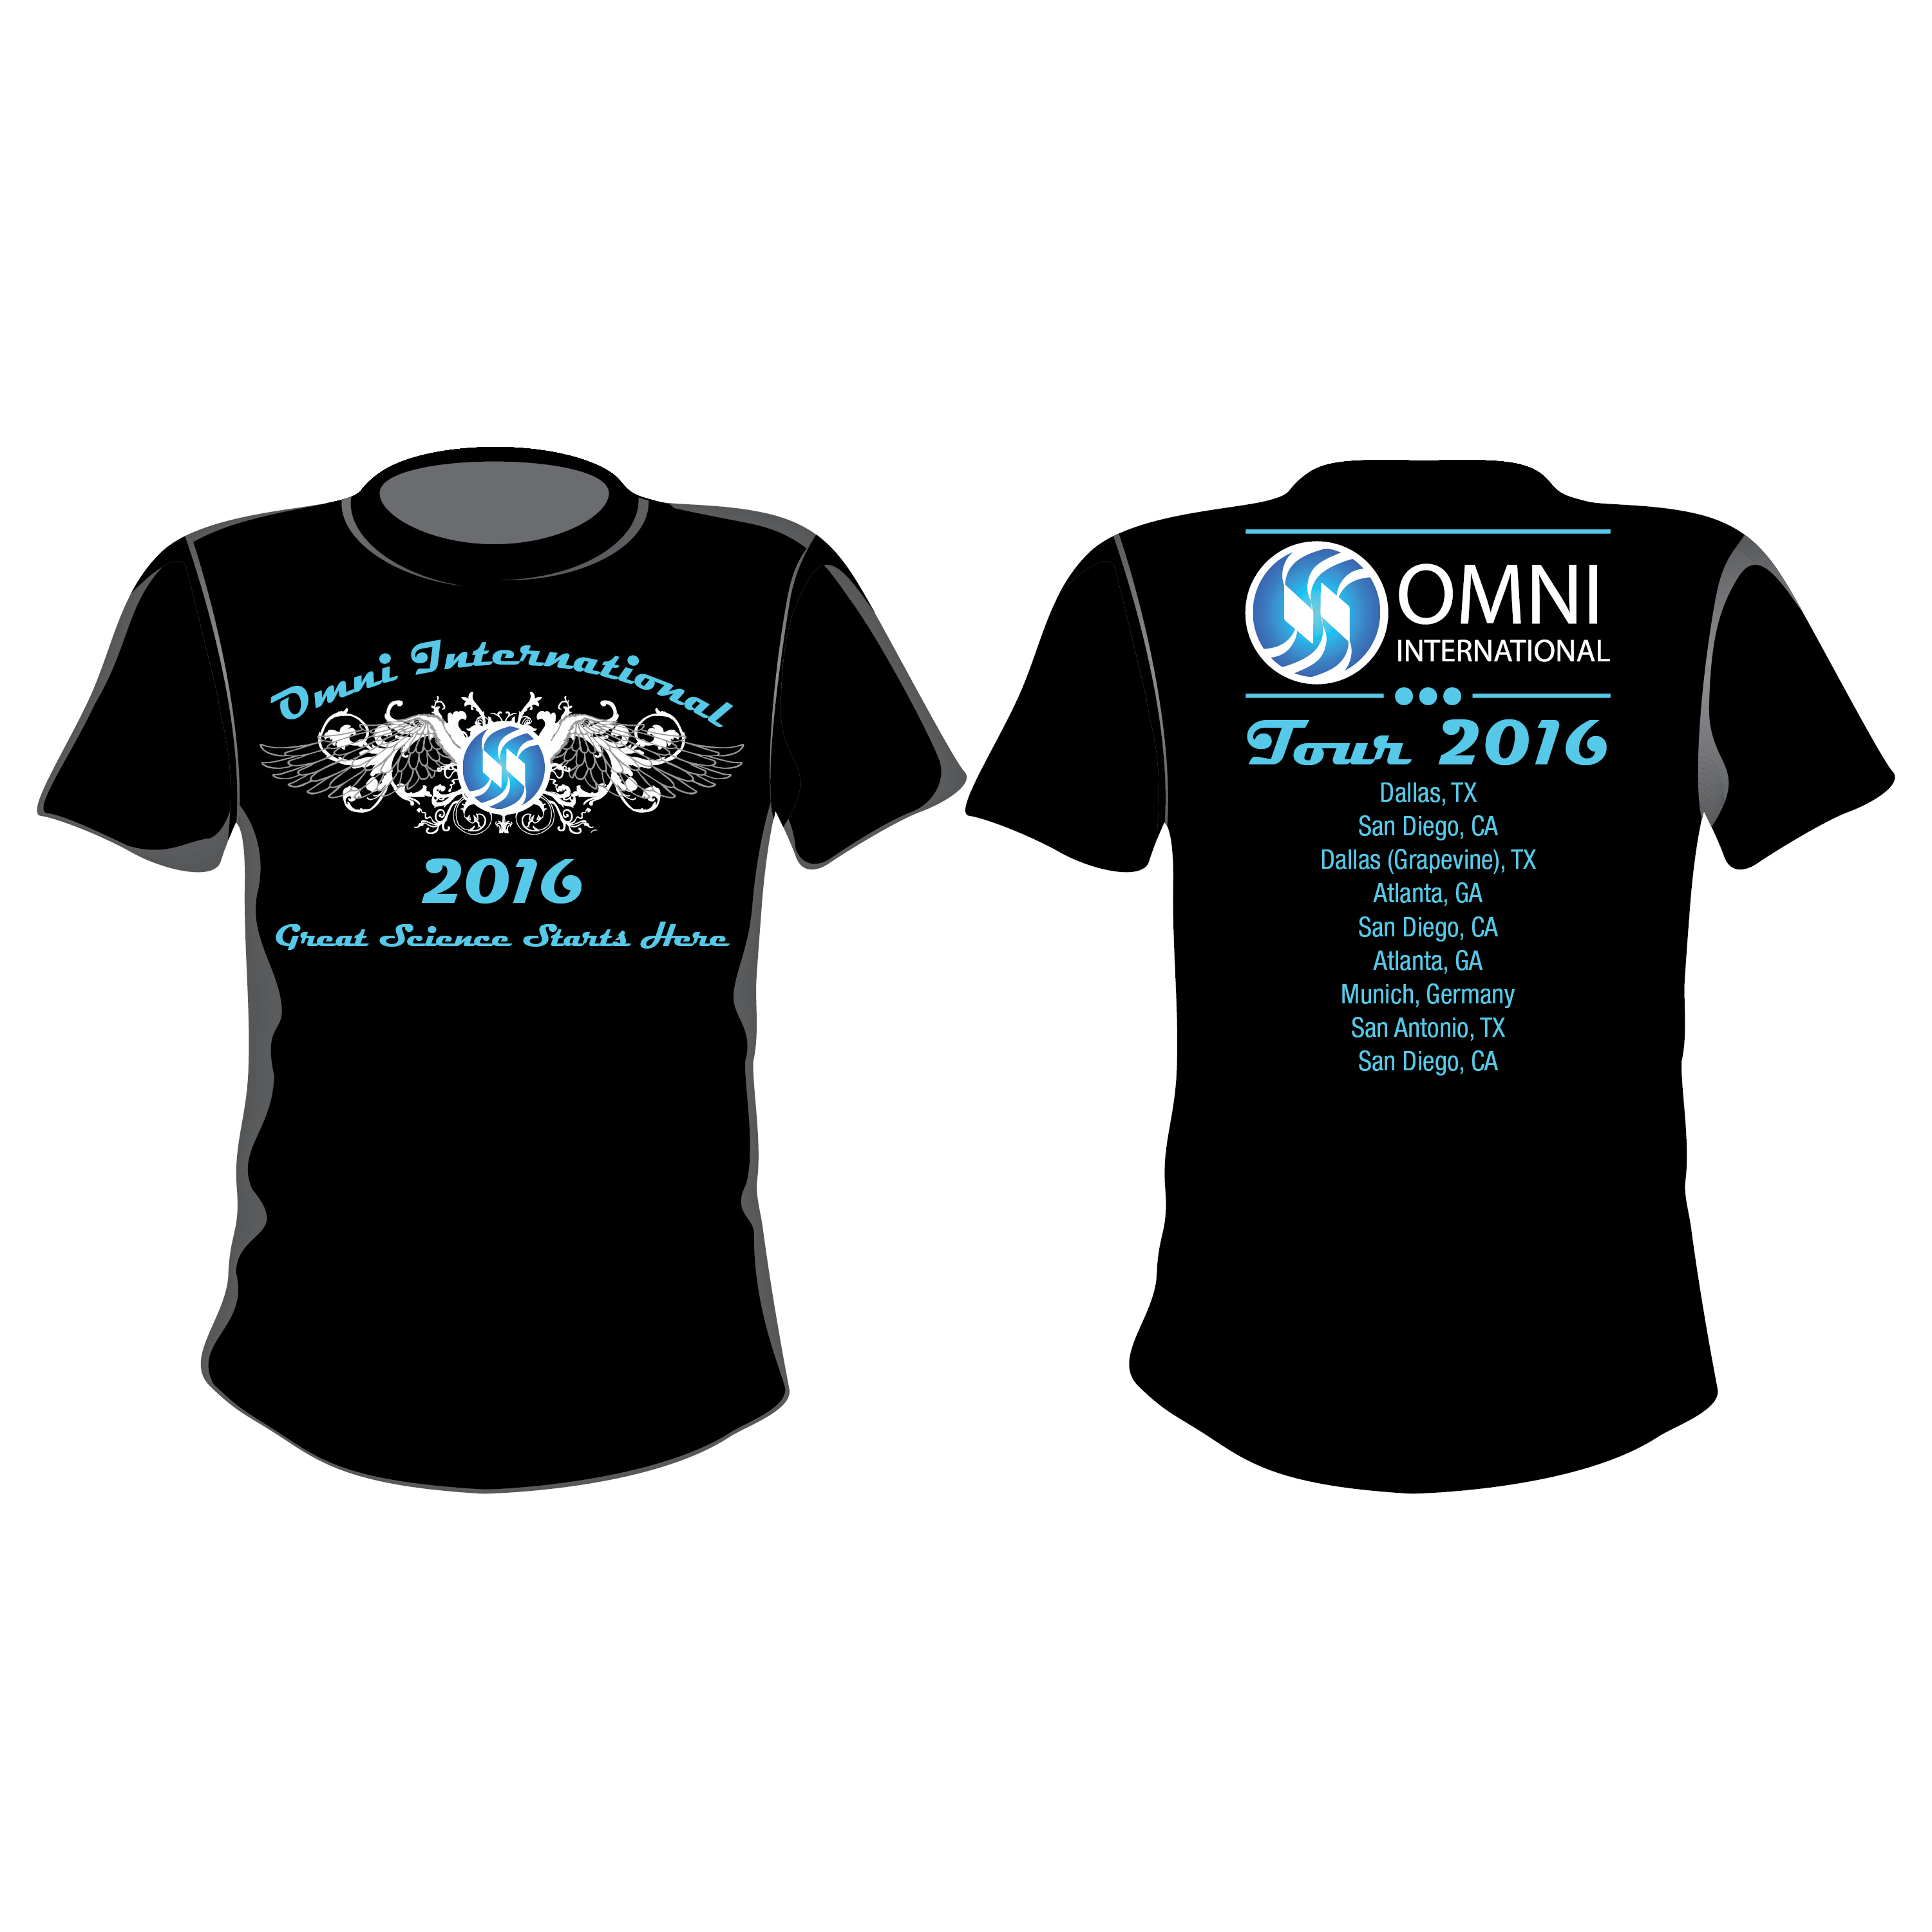 Omni International
2016
Great Science Starts Here
OMNI
INTERNATIONAL
Tour 2016
Dallas, TX
San Diego, CA
Dallas (Grapevine), TX
Atlanta, GA
San Diego, CA
Atlanta, GA
Munich, Germany
San Antonio, TX
San Diego, CA